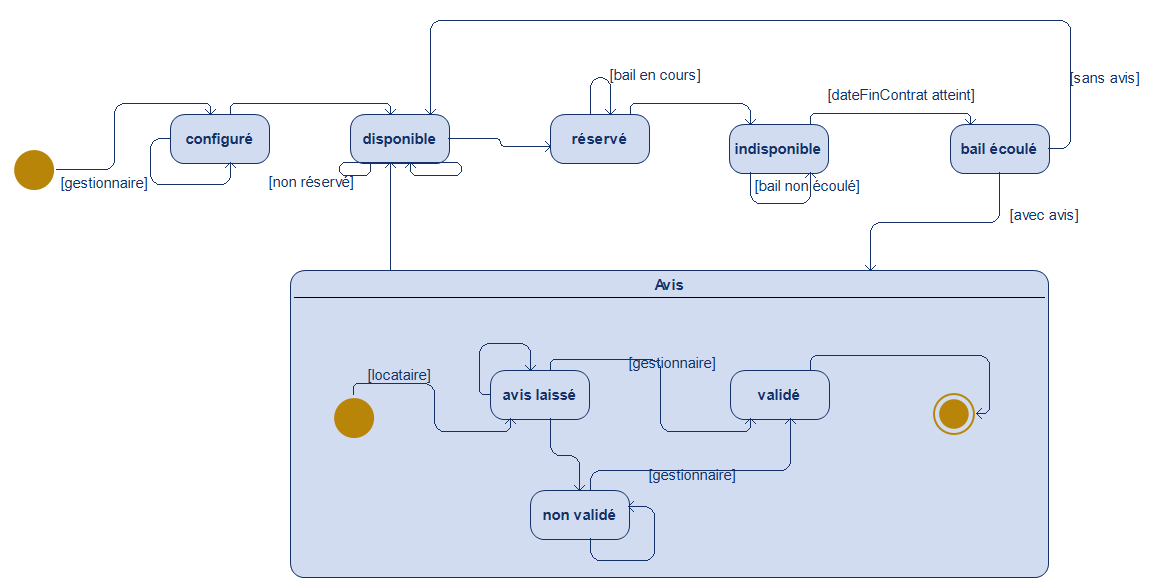 [bail en cours]
[sans avis]
[dateFinContrat atteint]
configuré
disponible
réservé
indisponible
bail écoulé
[gestionnaire]
[non réservé]
[bail non écoulé]
[avec avis]
Avis
[locataire]
[gestionnaire]
avis laissé
validé
[gestionnaire]
non validé